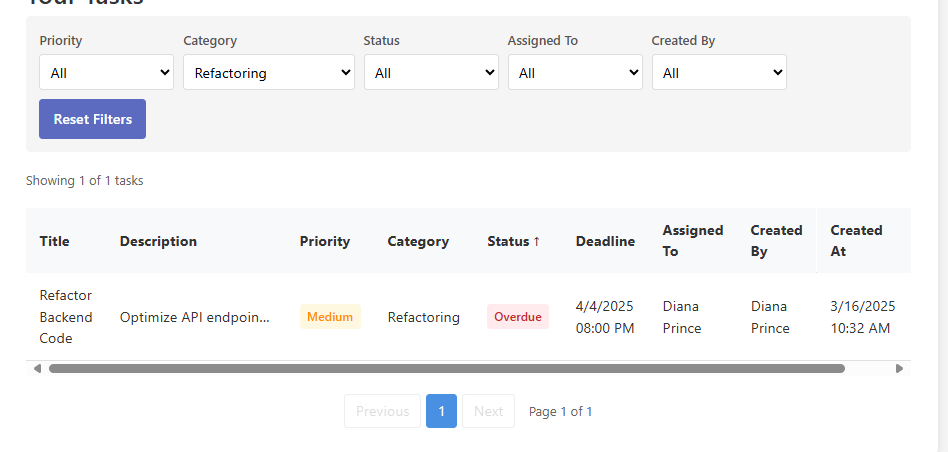 Your Tasks
Priority Category Status Assigned To Created By
All Refactoring All All All
Reset Filters
Showing 1 of 1 tasks
Title Description Priority Category Status ↑ Deadline Assigned To Created By Created At
Refactor Backend Code Optimize API endpoin... Medium Refactoring Overdue 4/4/2025 08:00 PM Diana Prince Diana Prince 3/16/2025 10:32 AM
Previous 1 Next Page 1 of 1